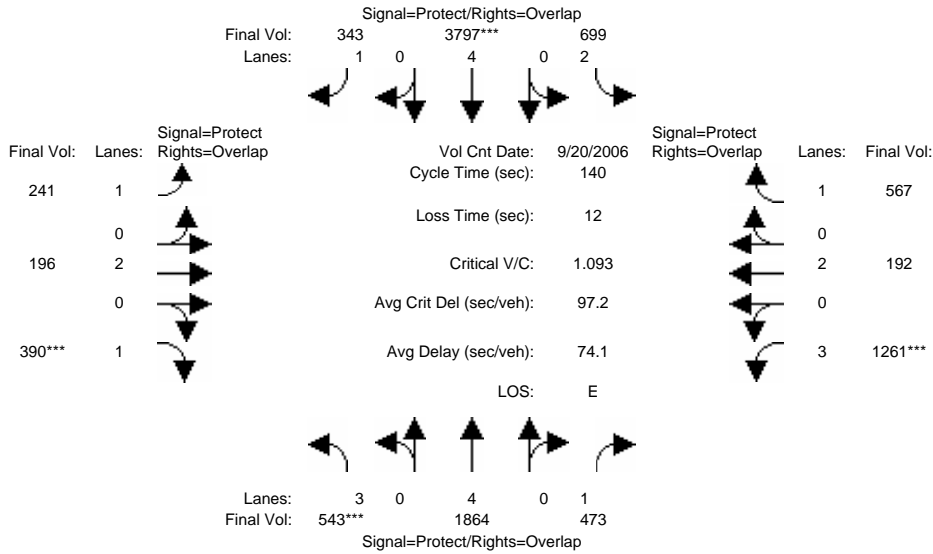 Signal=Protect/Rights=Overlap
Final Vol: 343 3797*** 699
Lanes: 1 0 4 0 2
Signal=Protect
Final Vol: Lanes: Rights=Overlap
Vol Cnt Date: 9/20/2006
Signal=Protect
Rights=Overlap Lanes: Final Vol:
Cycle Time (sec): 140
241 1
1 567
Loss Time (sec): 12
0
0
196 2
Critical V/C: 1.093
2 192
0
Avg Crit Del (sec/veh): 97.2
0
390*** 1
Avg Delay (sec/veh): 74.1
3 1261***
LOS: E
Lanes: 3 0 4 0 1
Final Vol: 543*** 1864 473
Signal=Protect/Rights=Overlap